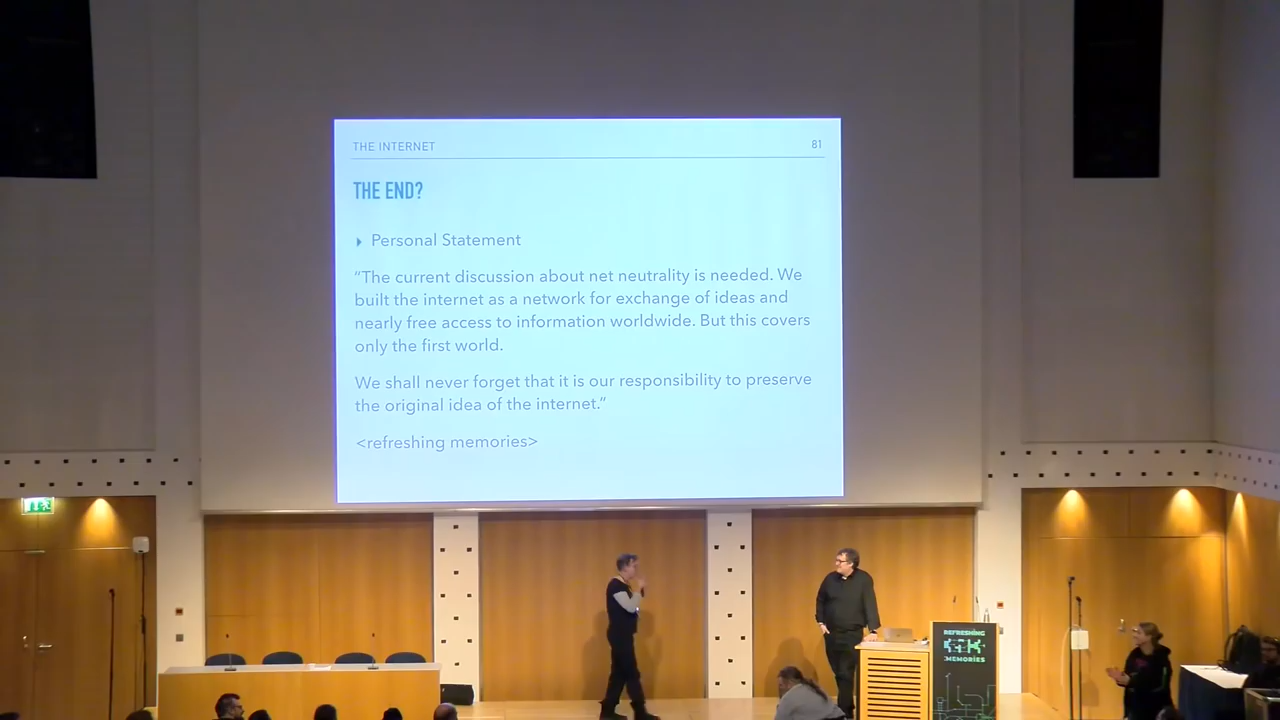 THE INTERNET
81
THE END?
Personal Statement
“The current discussion about net neutrality is needed. We
built the internet as a network for exchange of ideas and
nearly free access to information worldwide. But this covers
only the first world.
We shall never forget that it is our responsibility to preserve
the original idea of the internet.”
<refreshing memories>
REFRESHING
MEMORIES